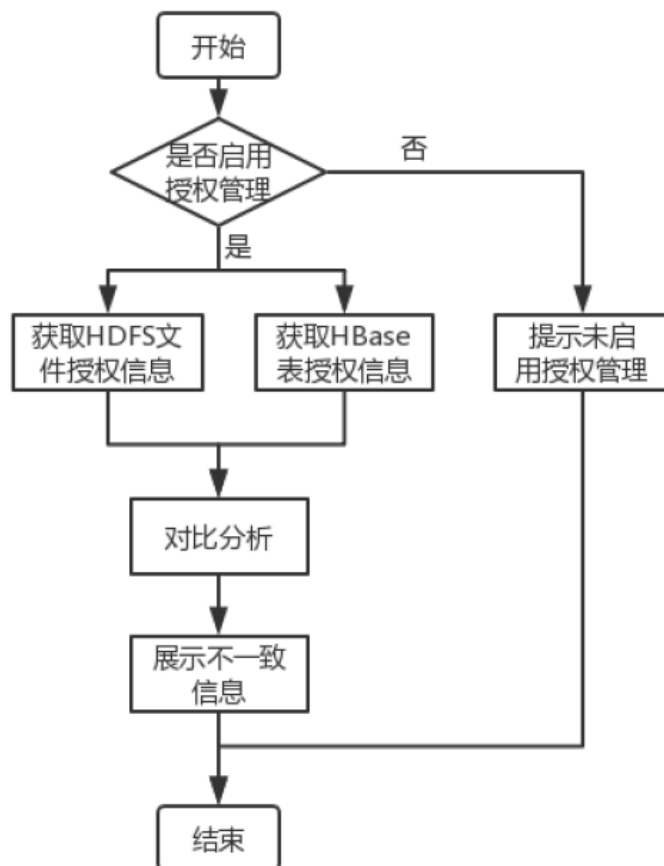 开始
是否启用
授权管理
否
是
获取HDFS文
件授权信息
获取HBase
表授权信息
提示未启
用授权管理
对比分析
展示不一致
信息
结束